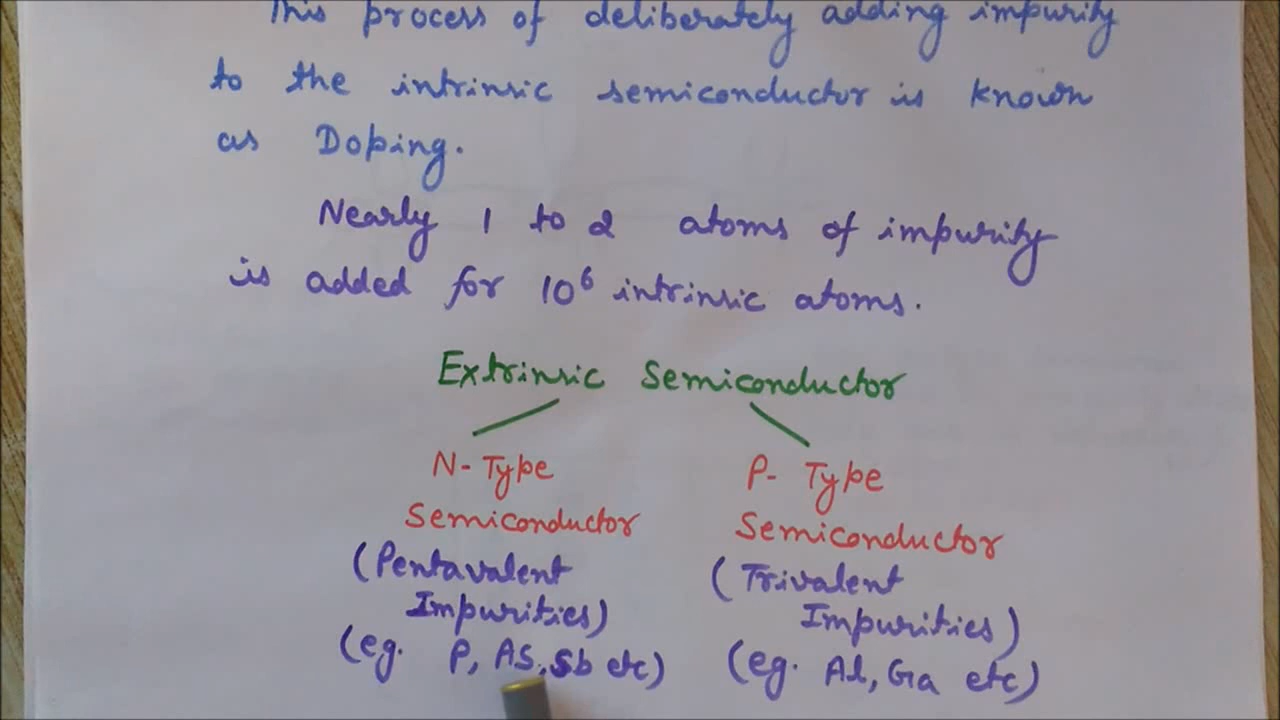 This process of deliberately adding impurity
to the intrinsic semiconductor is known
as Doping.
Nearly 1 to 2 atoms of impurity
is added for 10⁶ intrinsic atoms.
Extrinsic Semiconductor
N- Type
Semiconductor
(Pentavalent
Impurities)
(eg. P, AS, Sb etc)
P- Type
Semiconductor
(Trivalent
Impurities)
(eg. Al, Ga etc)